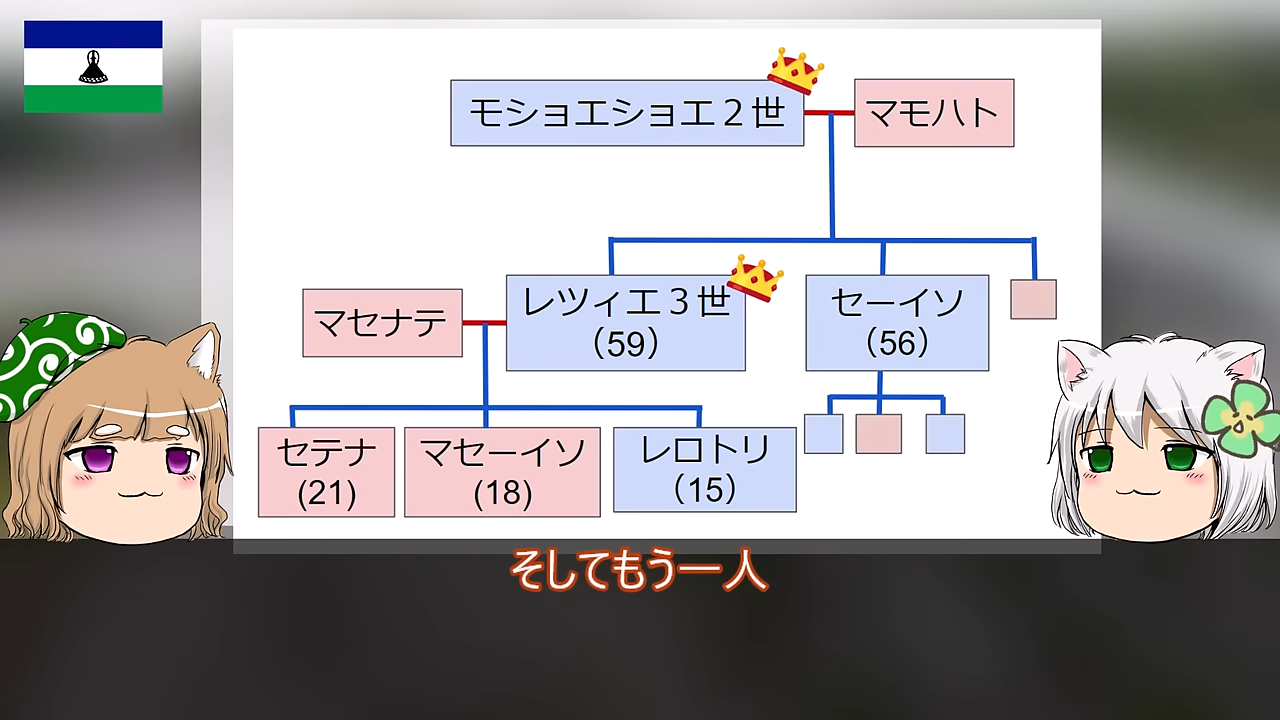 モショエショエ２世
マモハト
マセナテ
レツィエ３世
（59）
セーイソ
（56）
セテナ
(21)
マセーイソ
(18)
レロトリ
（15）
そしてもう一人